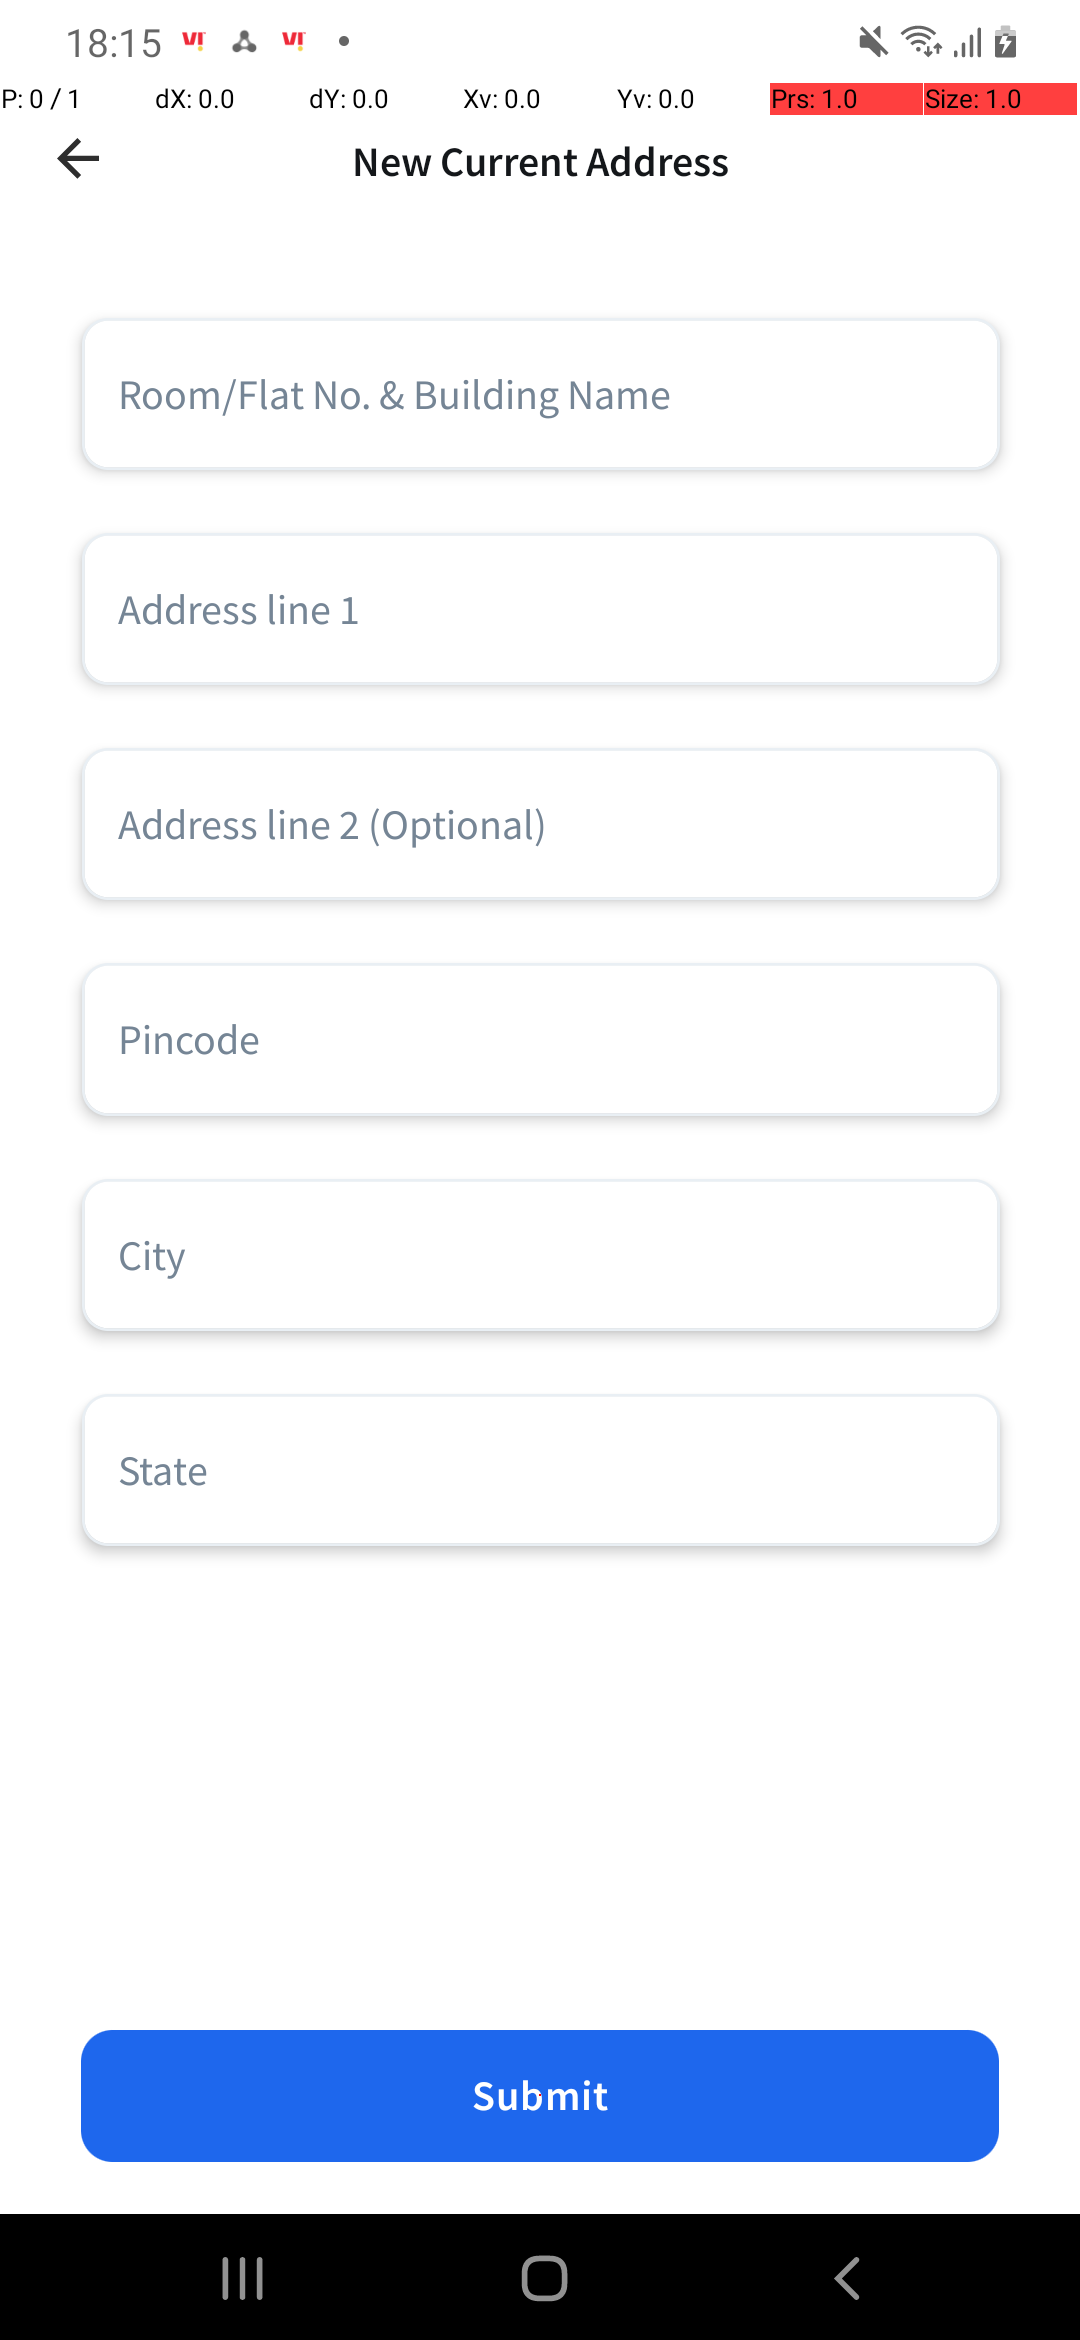 18:15
P: 0 / 1 dX: 0.0 dY: 0.0 Xv: 0.0 Yv: 0.0 Prs: 1.0 Size: 1.0
New Current Address
Room/Flat No. & Building Name
Address line 1
Address line 2 (Optional)
Pincode
City
State
Submit